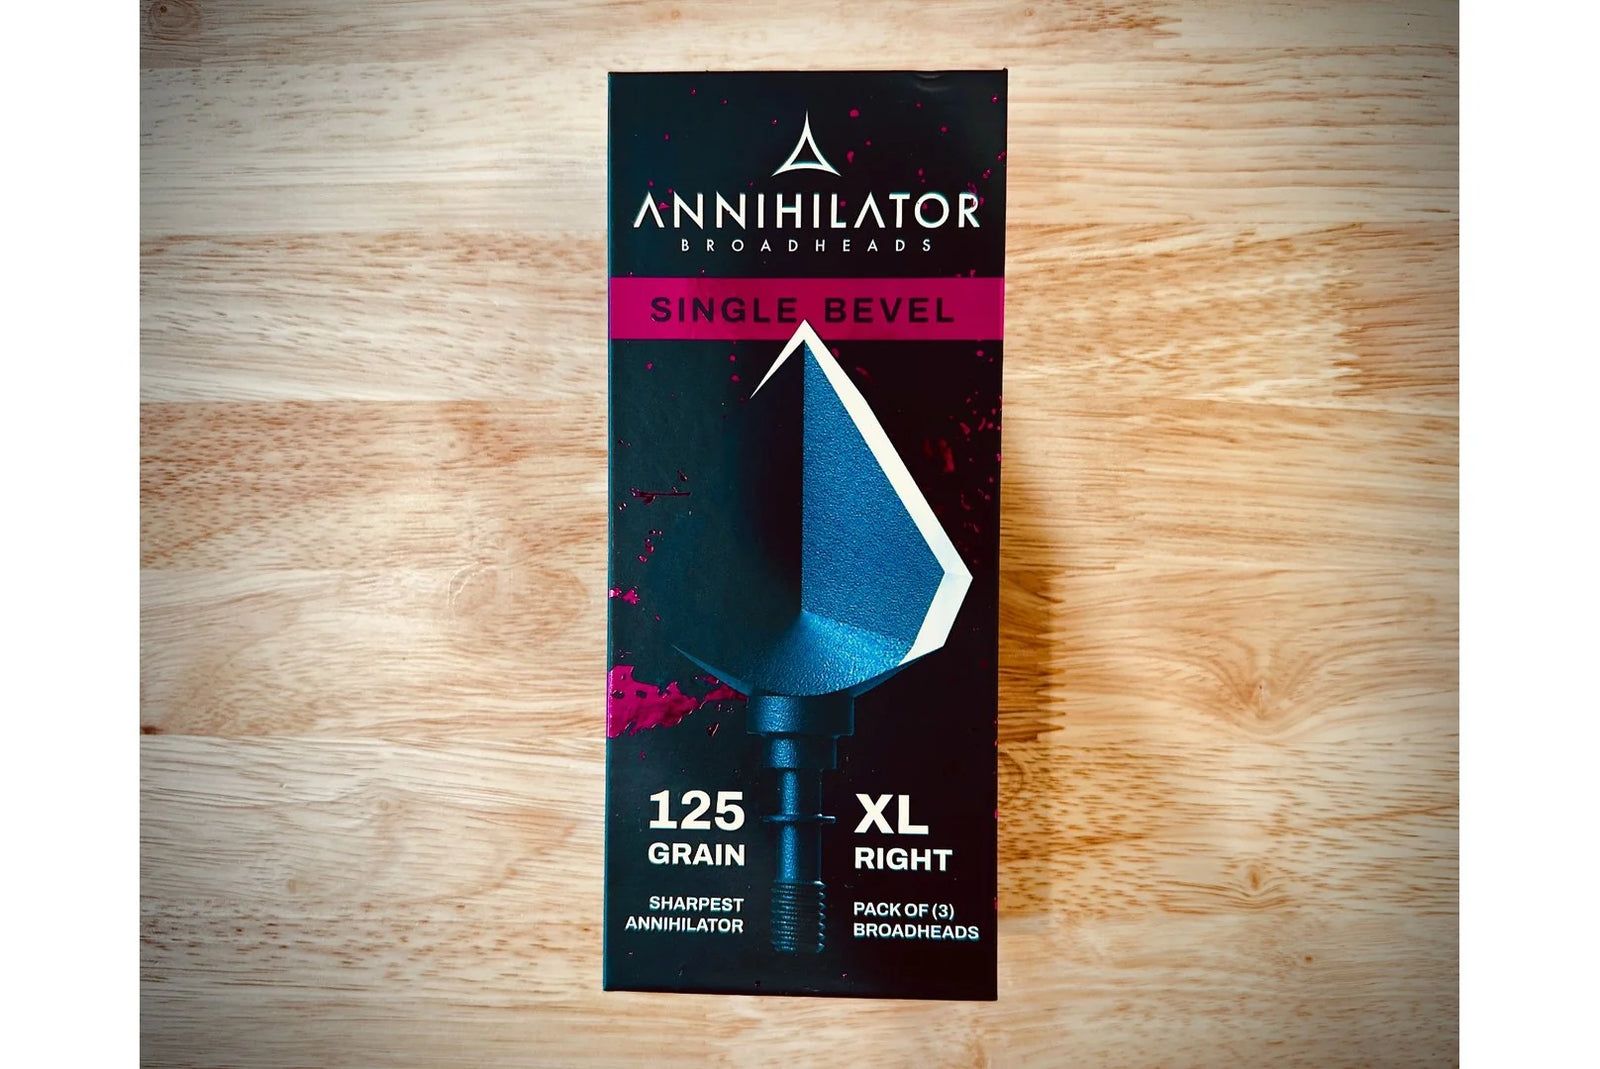 ANNIHILATOR
BROADHEADS
SINGLE BEVEL
125
GRAIN
SHARPEST
ANNIHILATOR
XL
RIGHT
PACK OF (3)
BROADHEADS